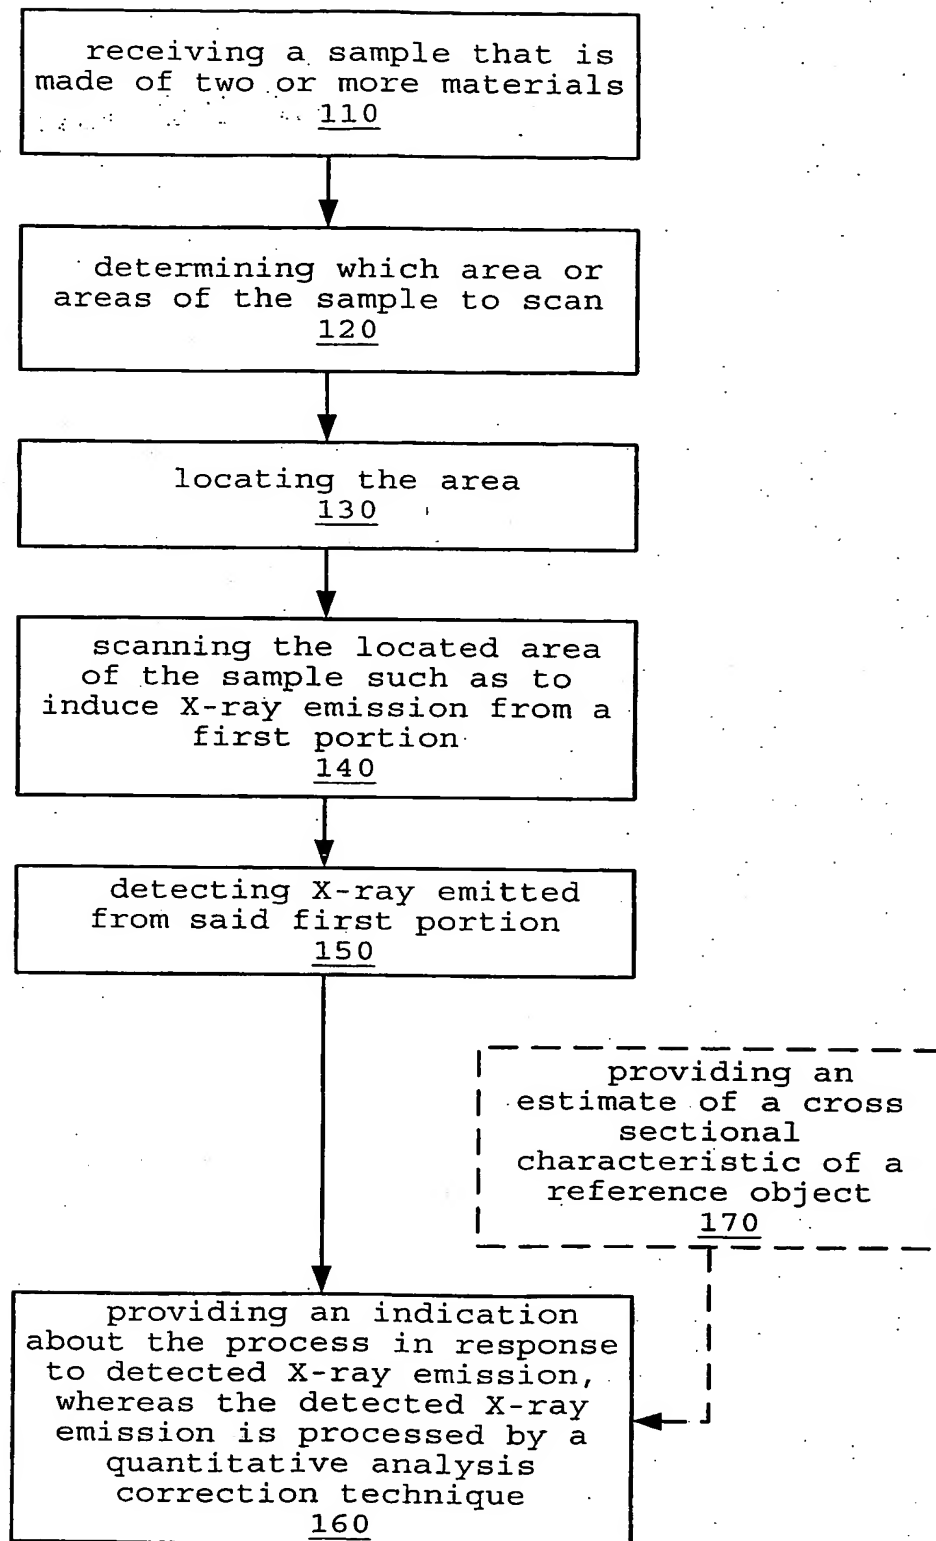 receiving a sample that is
made of two or more materials
110
determining which area or
areas of the sample to scan
120
locating the area
130
scanning the located area
of the sample such as to
induce X-ray emission from a
first portion
140
detecting X-ray emitted
from said first portion
150
providing an
estimate of a cross
sectional
characteristic of a
reference object
170
providing an indication
about the process in response
to detected X-ray emission,
whereas the detected X-ray
emission is processed by a
quantitative analysis
correction technique
160